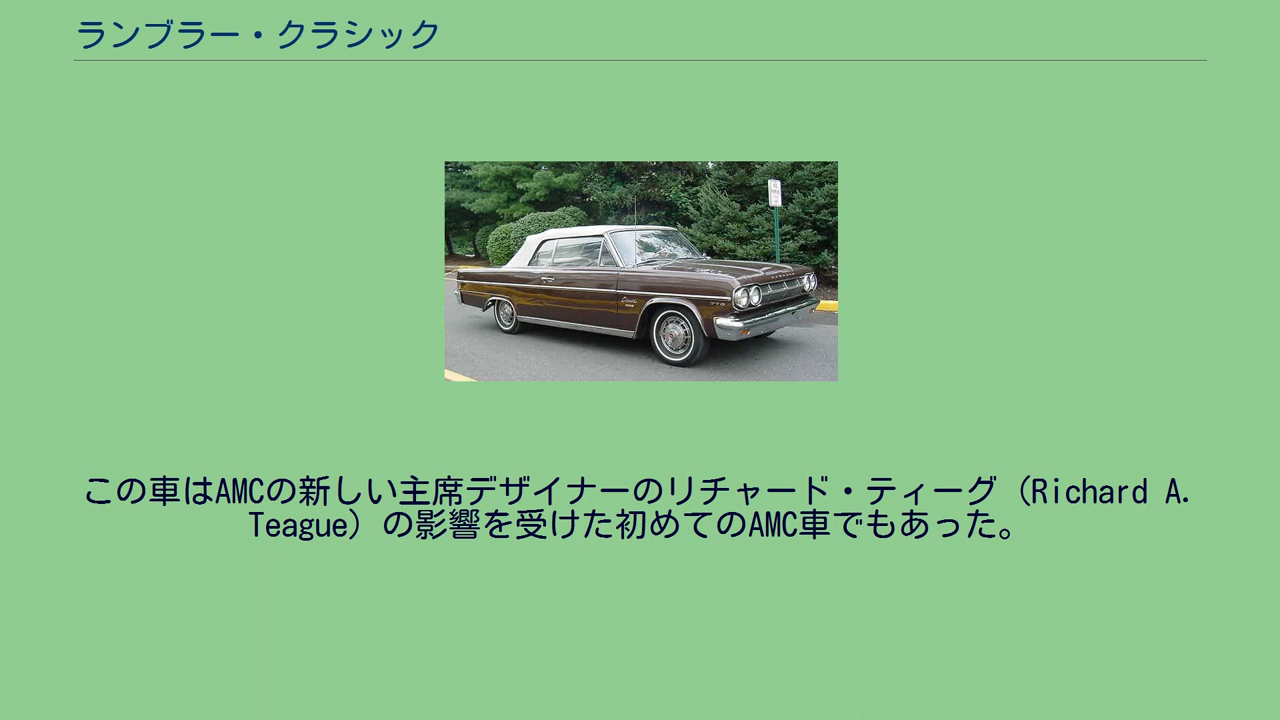 ランブラー・クラシック
この車はAMCの新しい主席デザイナーのリチャード・ティーグ（Richard A.
Teague）の影響を受けた初めてのAMC車でもあった。